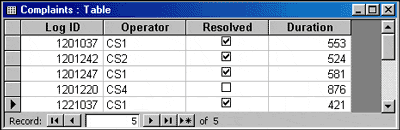 Complaints : Table
Log ID Operator Resolved Duration
1201037 CS1 553
1201242 CS2 524
1201247 CS1 581
1201220 CS4 876
1221037 CS1 421
Record: 5 of 5